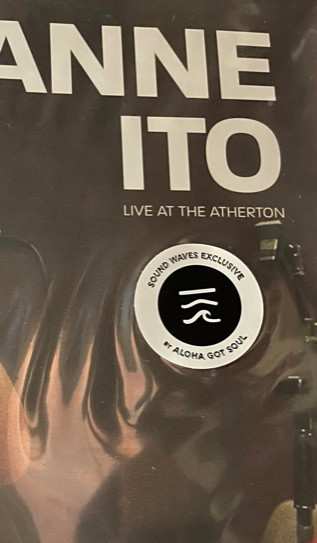 ANNE
ITO
LIVE AT THE ATHERTON
SOUND WAVES EXCLUSIVE
BY ALOHA GOT SOUL